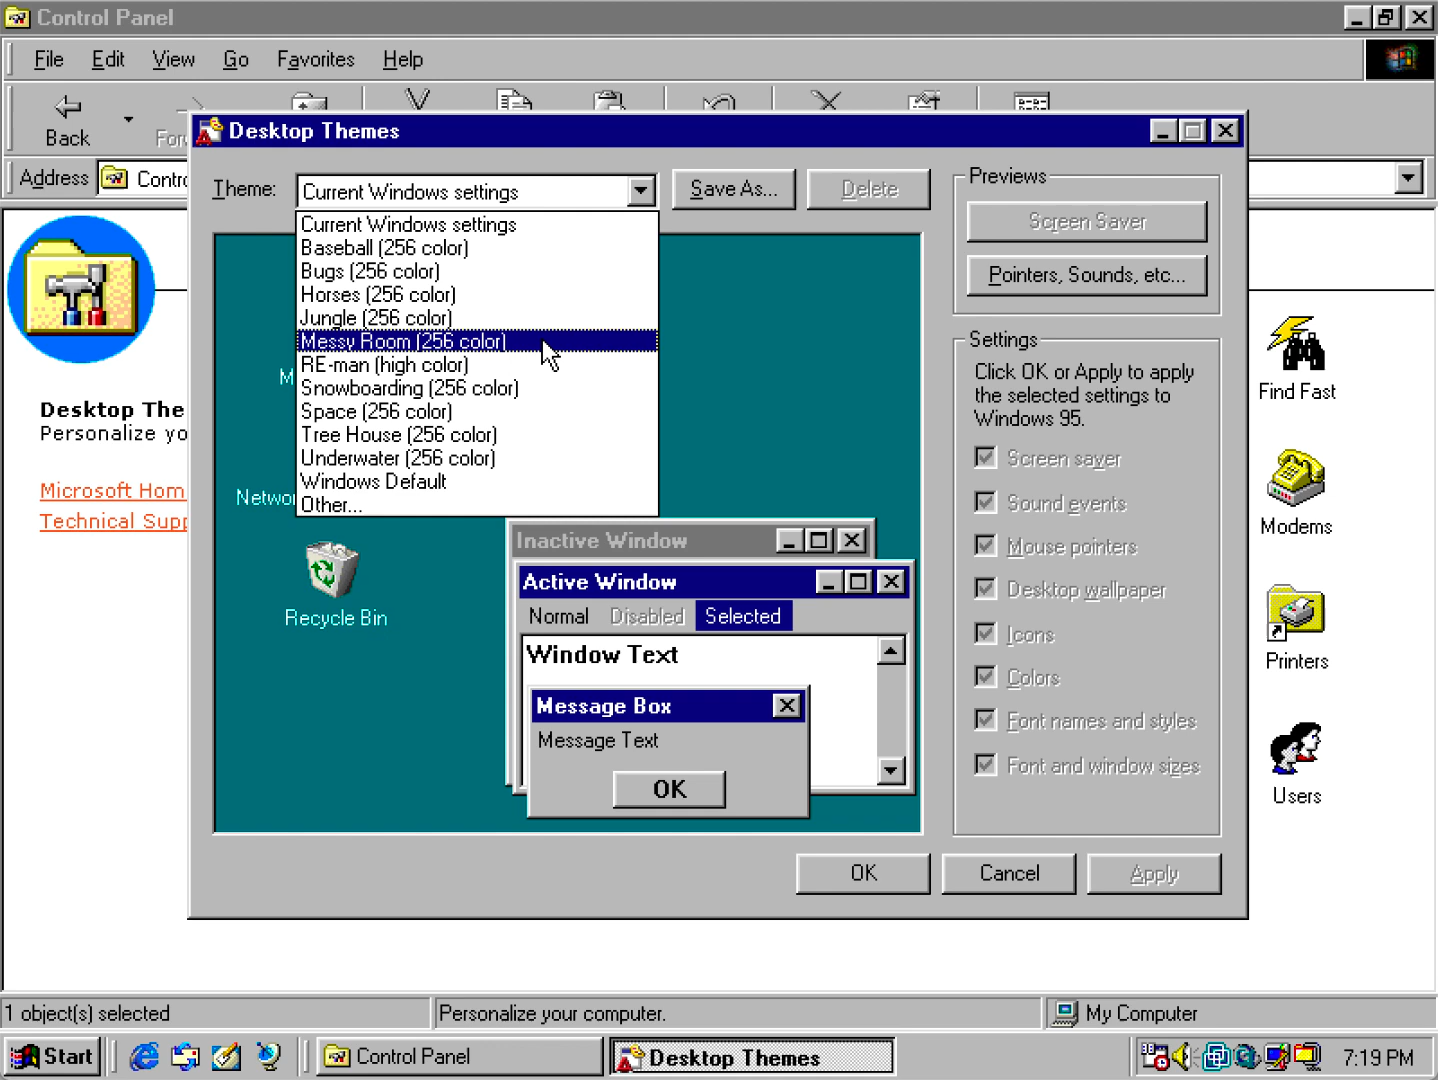 Control Panel
File Edit View Go Favorites Help
Back
Address
Desktop Themes
Theme: Current Windows settings Save As... Delete
Current Windows settings
Baseball (256 color)
Bugs (256 color)
Horses (256 color)
Jungle (256 color)
Messy Room (256 color)
RE-man (high color)
Snowboarding (256 color)
Space (256 color)
Tree House (256 color)
Underwater (256 color)
Windows Default
Other...
Recycle Bin
Inactive Window
Active Window
Normal Disabled Selected
Window Text
Message Box
Message Text
OK
Previews
Screen Saver
Pointers, Sounds, etc...
Settings
Click OK or Apply to apply
the selected settings to
Windows 95.
Screen saver
Sound events
Mouse pointers
Desktop wallpaper
Icons
Colors
Font names and styles
Font and window sizes
OK Cancel Apply
Desktop The
Personalize yo
Microsoft Hom
Technical Supp
Find Fast
Modems
Printers
Users
1 object(s) selected
Personalize your computer.
My Computer
Start
Control Panel
Desktop Themes
7:19 PM